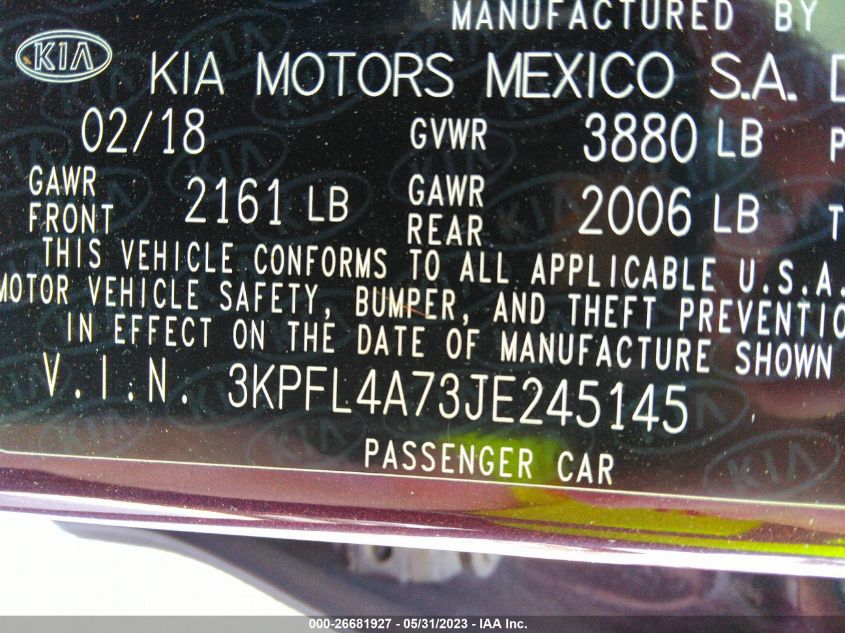 MANUFACTURED BY
KIA KIA MOTORS MEXICO S.A. D
02/18 GVWR 3880 LB P
GAWR FRONT 2161 LB GAWR REAR 2006 LB T
THIS VEHICLE CONFORMS TO ALL APPLICABLE U.S.A.
MOTOR VEHICLE SAFETY, BUMPER, AND THEFT PREVENTIO
IN EFFECT ON THE DATE OF MANUFACTURE SHOWN
V.I.N. 3KPFL4A73JE245145
PASSENGER CAR
000-26681927 - 05/31/2023 - IAA Inc.